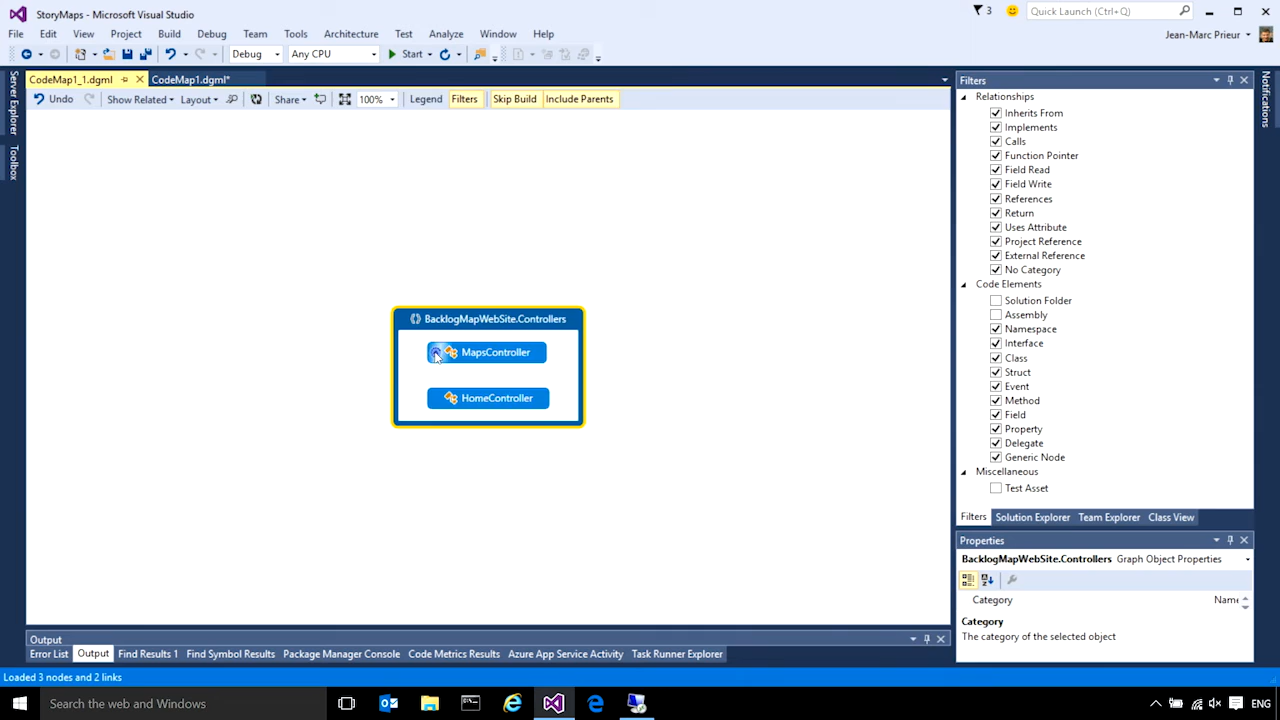 StoryMaps - Microsoft Visual Studio
3
Quick Launch (Ctrl+Q)
File Edit View Project Build Debug Team Tools Architecture Test Analyze Window Help
Jean-Marc Prieur
Debug Any CPU Start
Server Explorer
Toolbox
CodeMap1_1.dgml CodeMap1.dgml*
Undo Show Related Layout Share 100% Legend Filters Skip Build Include Parents
BacklogMapWebSite.Controllers
MapsController
HomeController
Filters
Relationships
Inherits From
Implements
Calls
Function Pointer
Field Read
Field Write
References
Return
Uses Attribute
Project Reference
External Reference
No Category
Code Elements
Solution Folder
Assembly
Namespace
Interface
Class
Struct
Event
Method
Field
Property
Delegate
Generic Node
Miscellaneous
Test Asset
Filters Solution Explorer Team Explorer Class View
Properties
BacklogMapWebSite.Controllers Graph Object Properties
Category Name
Category
The category of the selected object
Notifications
Output
Error List Output Find Results 1 Find Symbol Results Package Manager Console Code Metrics Results Azure App Service Activity Task Runner Explorer
Loaded 3 nodes and 2 links
Search the web and Windows
ENG